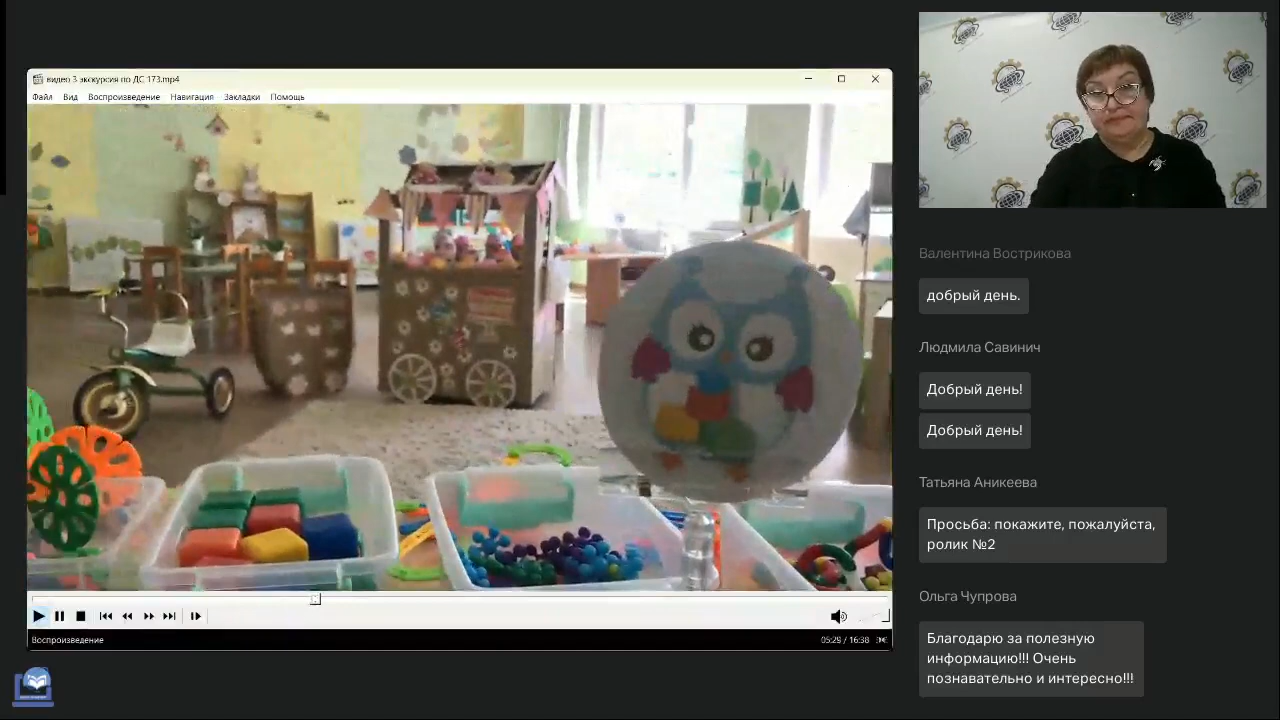 видео 3 экскурсия по ДС 173.mp4
Файл Вид Воспроизведение Навигация Закладки Помощь
Воспроизведение
05:29 / 16:38
Валентина Вострикова
добрый день.
Людмила Савинич
Добрый день!
Добрый день!
Татьяна Аникеева
Просьба: покажите, пожалуйста,
ролик №2
Ольга Чупрова
Благодарю за полезную
информацию!!! Очень
познавательно и интересно!!!